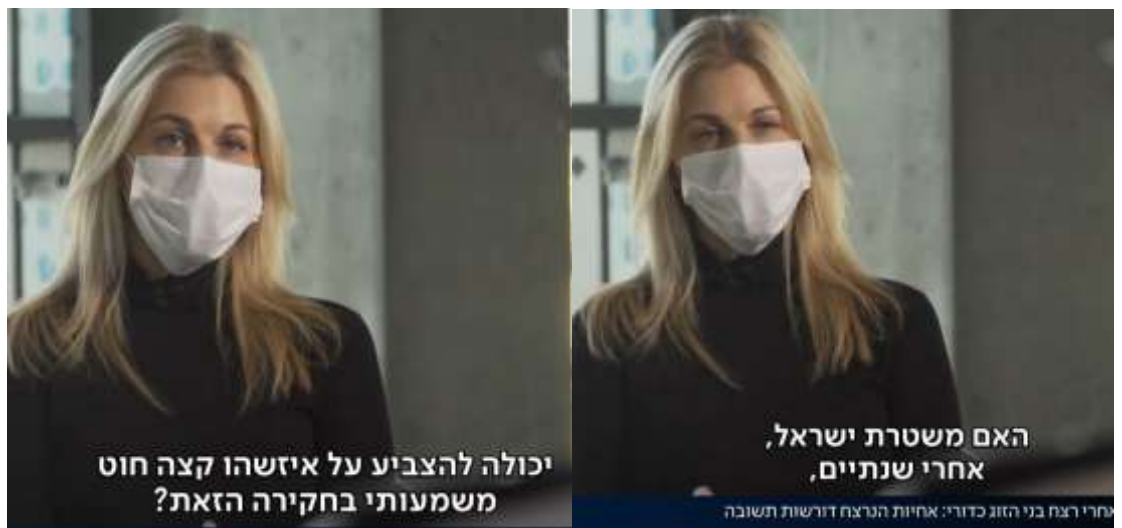 האם משטרת ישראל,
אחרי שנתיים,
אחרי רצח בני הזוג כדורי: אחיות הנרצח דורשות תשובה
יכולה להצביע על איזשהו קצה חוט
משמעותי בחקירה הזאת?